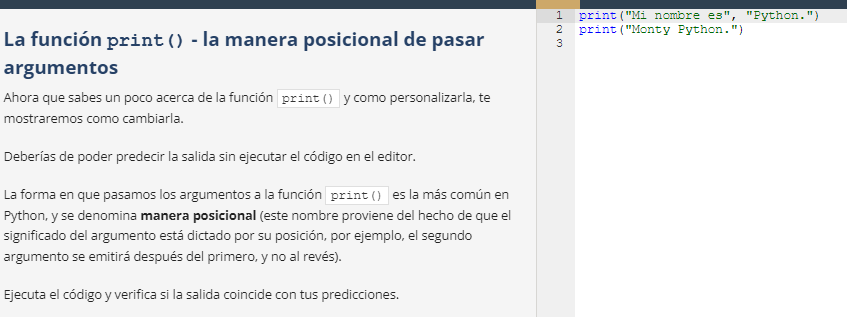 La función print() - la manera posicional de pasar
argumentos
Ahora que sabes un poco acerca de la función print() y como personalizarla, te
mostraremos como cambiarla.
Deberías de poder predecir la salida sin ejecutar el código en el editor.
La forma en que pasamos los argumentos a la función print() es la más común en
Python, y se denomina manera posicional (este nombre proviene del hecho de que el
significado del argumento está dictado por su posición, por ejemplo, el segundo
argumento se emitirá después del primero, y no al revés).
Ejecuta el código y verifica si la salida coincide con tus predicciones.
1 print("Mi nombre es", "Python.")
2 print("Monty Python.")
3